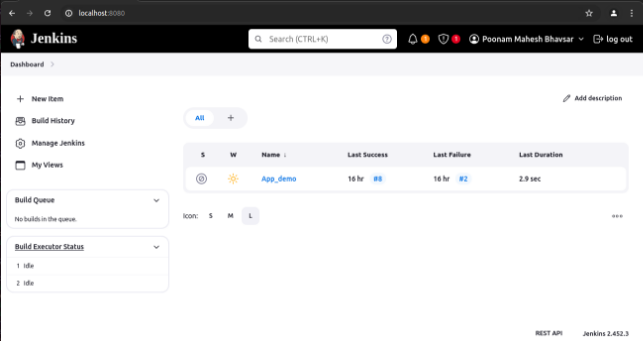 localhost:8080
Jenkins
Search (CTRL+K)
1
1
Poonam Mahesh Bhavsar
log out
Dashboard
New Item
Build History
Manage Jenkins
My Views
Add description
All
+
S W Name ↓ Last Success Last Failure Last Duration
App_demo 16 hr #8 16 hr #2 2.9 sec
Icon: S M L
Build Queue
No builds in the queue.
Build Executor Status
1 Idle
2 Idle
REST API Jenkins 2.452.3